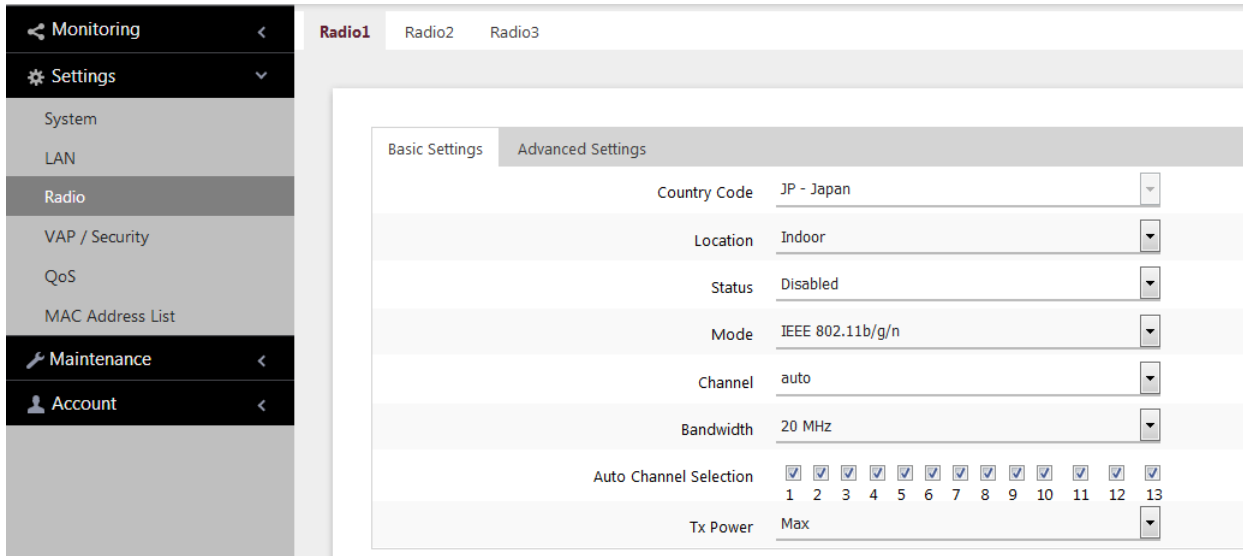 Monitoring
Settings
System
LAN
Radio
VAP / Security
QoS
MAC Address List
Maintenance
Account
Radio1 Radio2 Radio3
Basic Settings Advanced Settings
Country Code JP - Japan
Location Indoor
Status Disabled
Mode IEEE 802.11b/g/n
Channel auto
Bandwidth 20 MHz
Auto Channel Selection
1 2 3 4 5 6 7 8 9 10 11 12 13
Tx Power Max